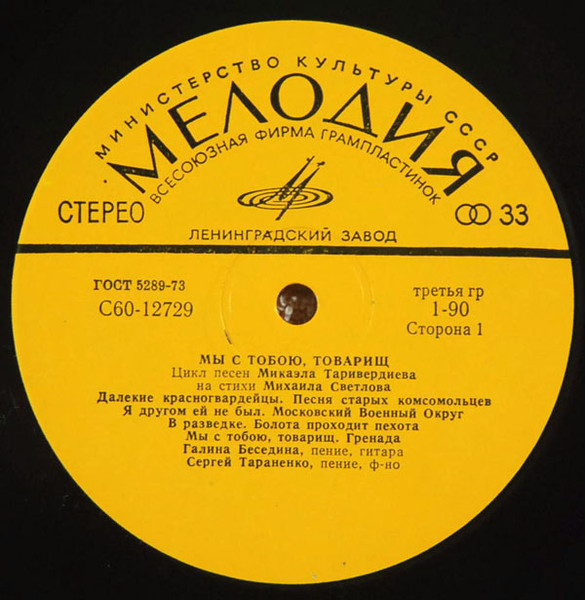 МИНИСТЕРСТВО КУЛЬТУРЫ СССР
МЕЛОДИЯ
ВСЕСОЮЗНАЯ ФИРМА ГРАМПЛАСТИНОК
СТЕРЕО
33
ЛЕНИНГРАДСКИЙ ЗАВОД
ГОСТ 5289-73
С60-12729
третья гр
1-90
Сторона 1
МЫ С ТОБОЮ, ТОВАРИЩ
Цикл песен Микаэла Таривердиева
на стихи Михаила Светлова
Далекие красногвардейцы. Песня старых комсомольцев
Я другом ей не был. Московский Военный Округ
В разведке. Болота проходит пехота
Мы с тобою, товарищ. Гренада
Галина Беседина, пение, гитара
Сергей Тараненко, пение, ф-но